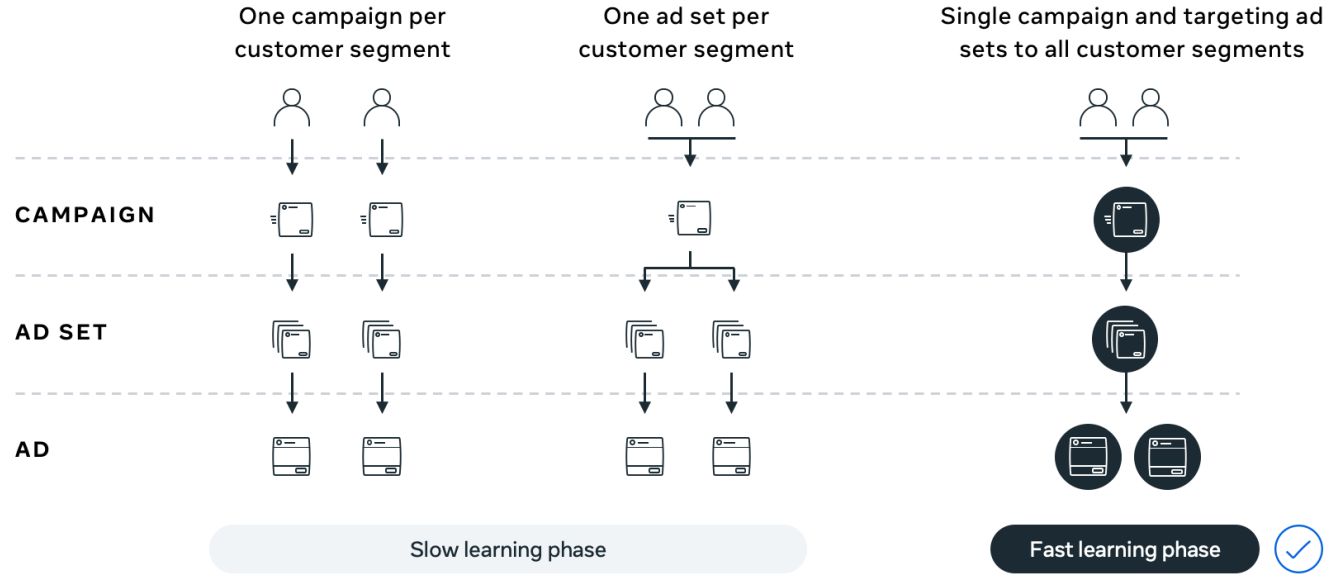 One campaign per
customer segment
One ad set per
customer segment
Single campaign and targeting ad
sets to all customer segments
CAMPAIGN
AD SET
AD
Slow learning phase
Fast learning phase